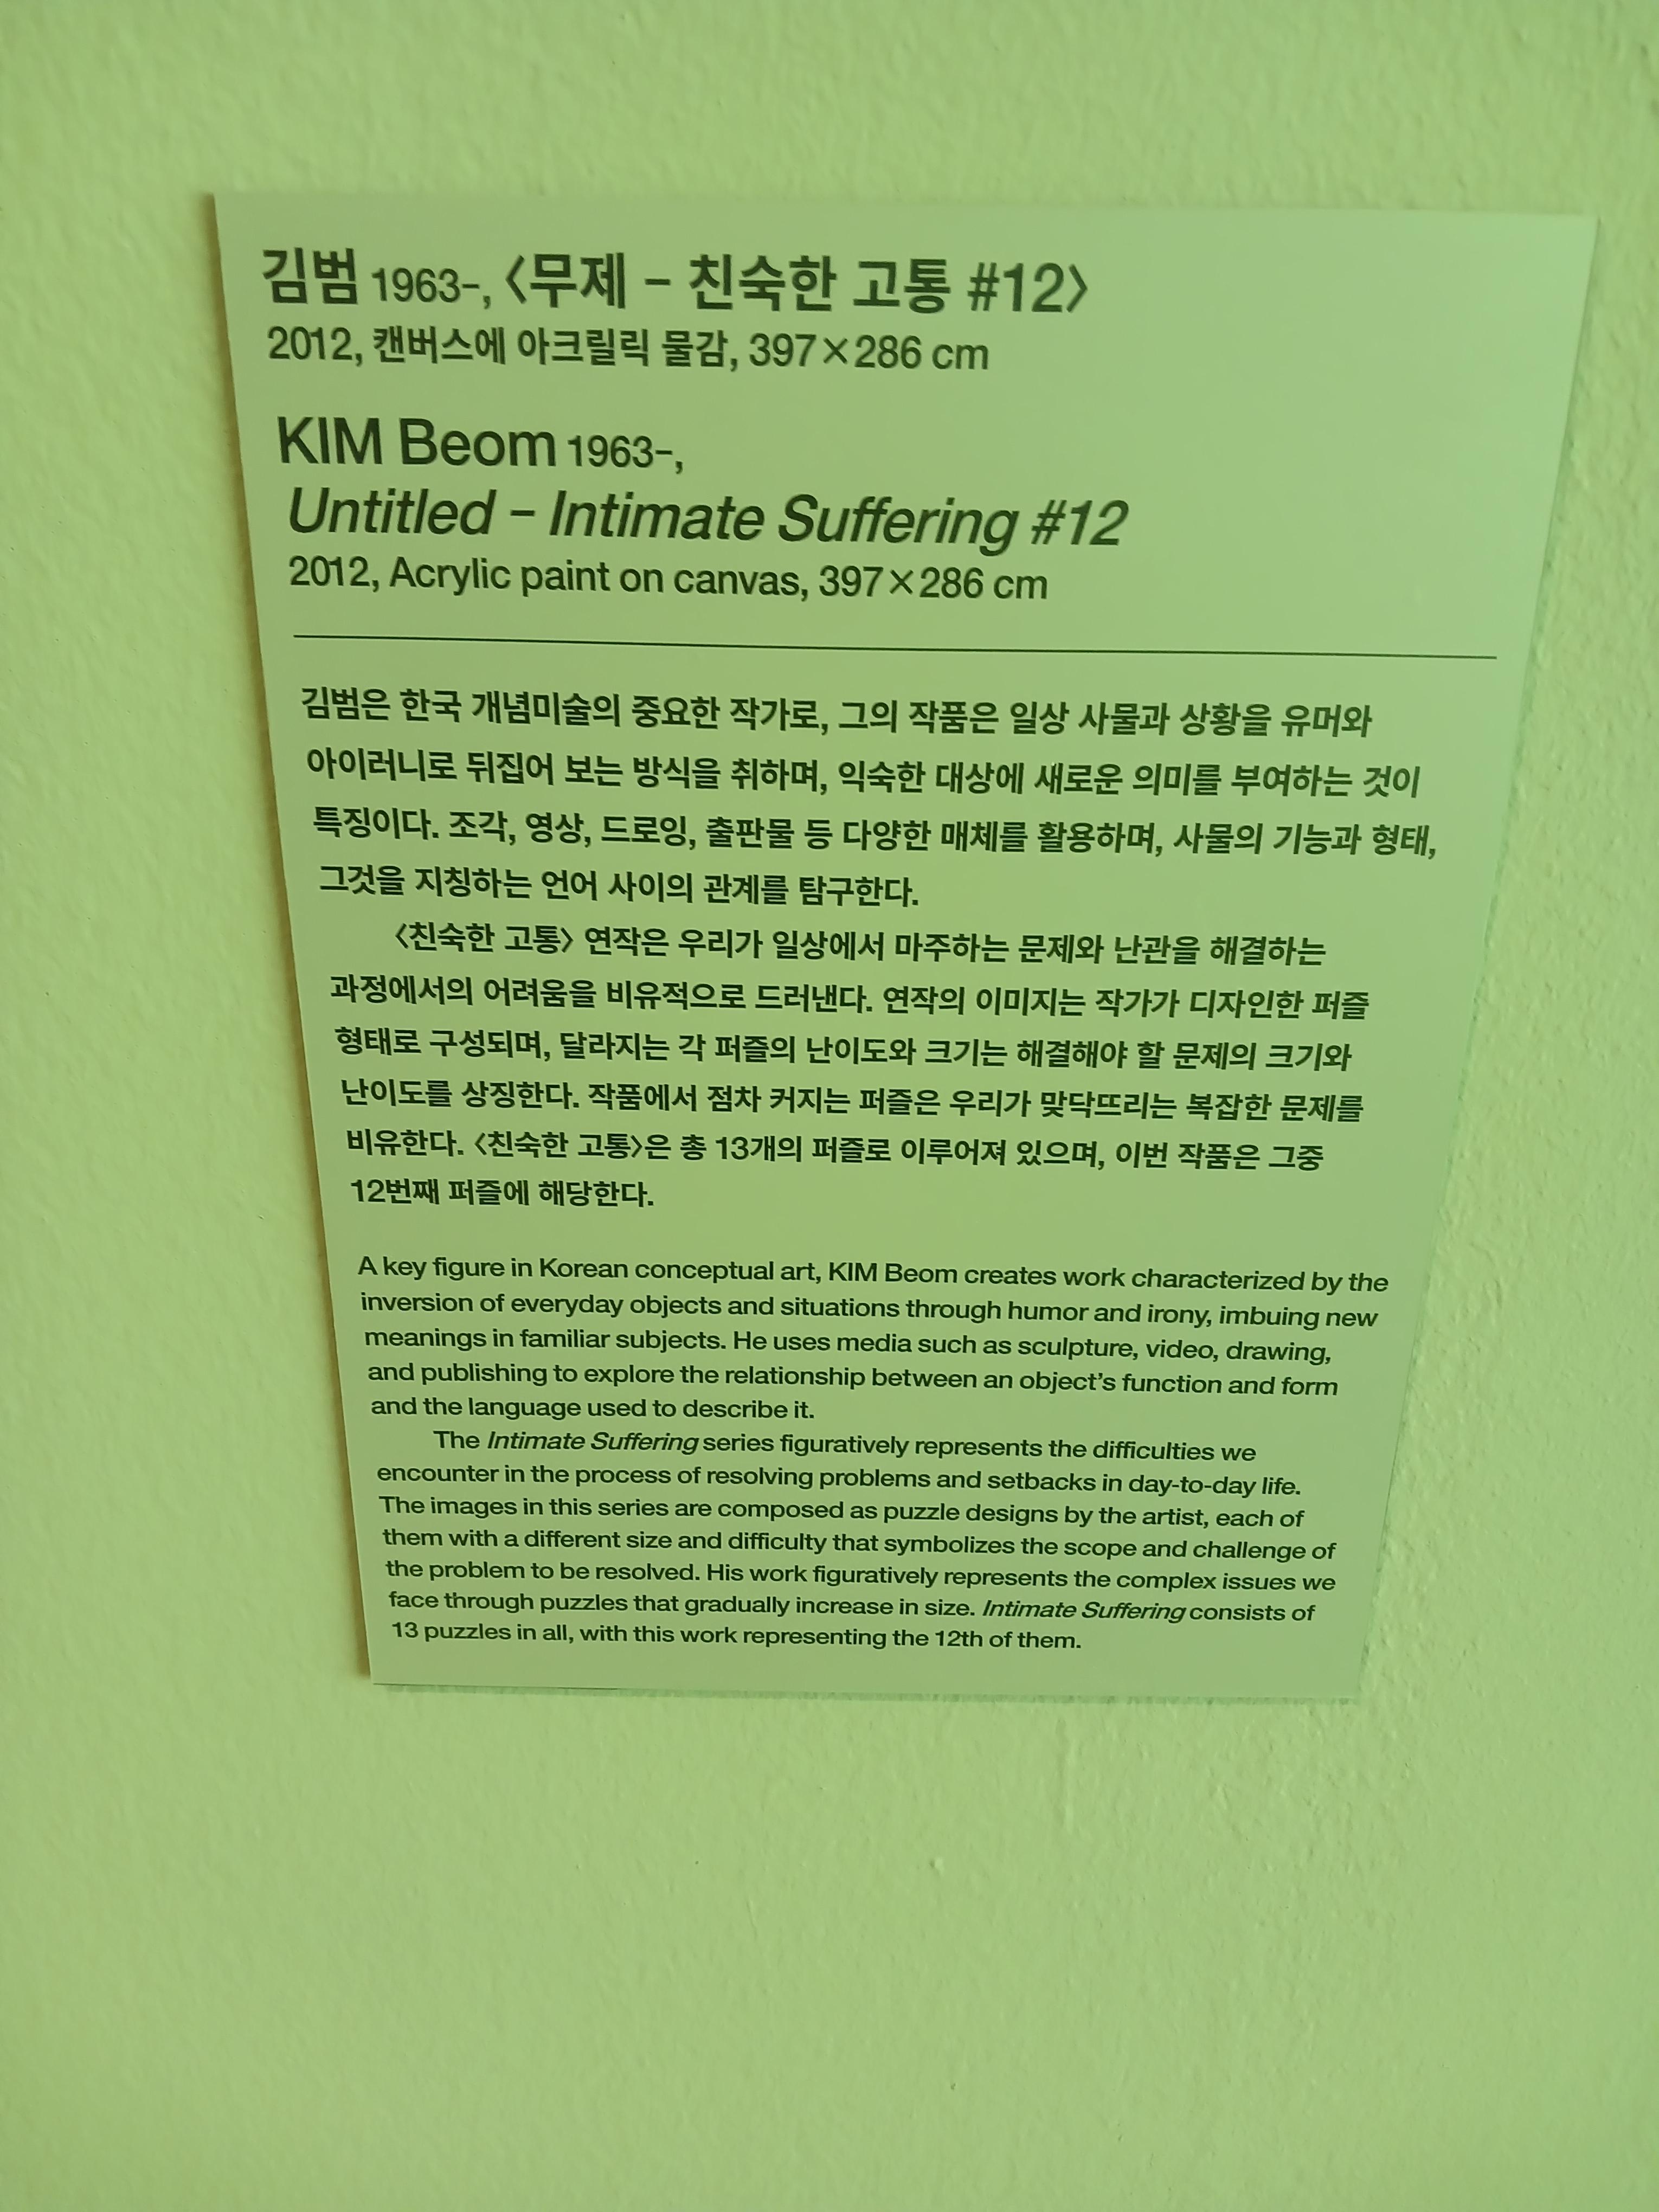 김범 1963–, 〈무제 – 친숙한 고통 #12〉
2012, 캔버스에 아크릴릭 물감, 397×286 cm
KIM Beom 1963–,
Untitled – Intimate Suffering #12
2012, Acrylic paint on canvas, 397×286 cm
김범은 한국 개념미술의 중요한 작가로, 그의 작품은 일상 사물과 상황을 유머와
아이러니로 뒤집어 보는 방식을 취하며, 익숙한 대상에 새로운 의미를 부여하는 것이
특징이다. 조각, 영상, 드로잉, 출판물 등 다양한 매체를 활용하며, 사물의 기능과 형태,
그것을 지칭하는 언어 사이의 관계를 탐구한다.
〈친숙한 고통〉 연작은 우리가 일상에서 마주하는 문제와 난관을 해결하는
과정에서의 어려움을 비유적으로 드러낸다. 연작의 이미지는 작가가 디자인한 퍼즐
형태로 구성되며, 달라지는 각 퍼즐의 난이도와 크기는 해결해야 할 문제의 크기와
난이도를 상징한다. 작품에서 점차 커지는 퍼즐은 우리가 맞닥뜨리는 복잡한 문제를
비유한다. 〈친숙한 고통〉은 총 13개의 퍼즐로 이루어져 있으며, 이번 작품은 그중
12번째 퍼즐에 해당한다.
A key figure in Korean conceptual art, KIM Beom creates work characterized by the
inversion of everyday objects and situations through humor and irony, imbuing new
meanings in familiar subjects. He uses media such as sculpture, video, drawing,
and publishing to explore the relationship between an object’s function and form
and the language used to describe it.
The Intimate Suffering series figuratively represents the difficulties we
encounter in the process of resolving problems and setbacks in day-to-day life.
The images in this series are composed as puzzle designs by the artist, each of
them with a different size and difficulty that symbolizes the scope and challenge of
the problem to be resolved. His work figuratively represents the complex issues we
face through puzzles that gradually increase in size. Intimate Suffering consists of
13 puzzles in all, with this work representing the 12th of them.